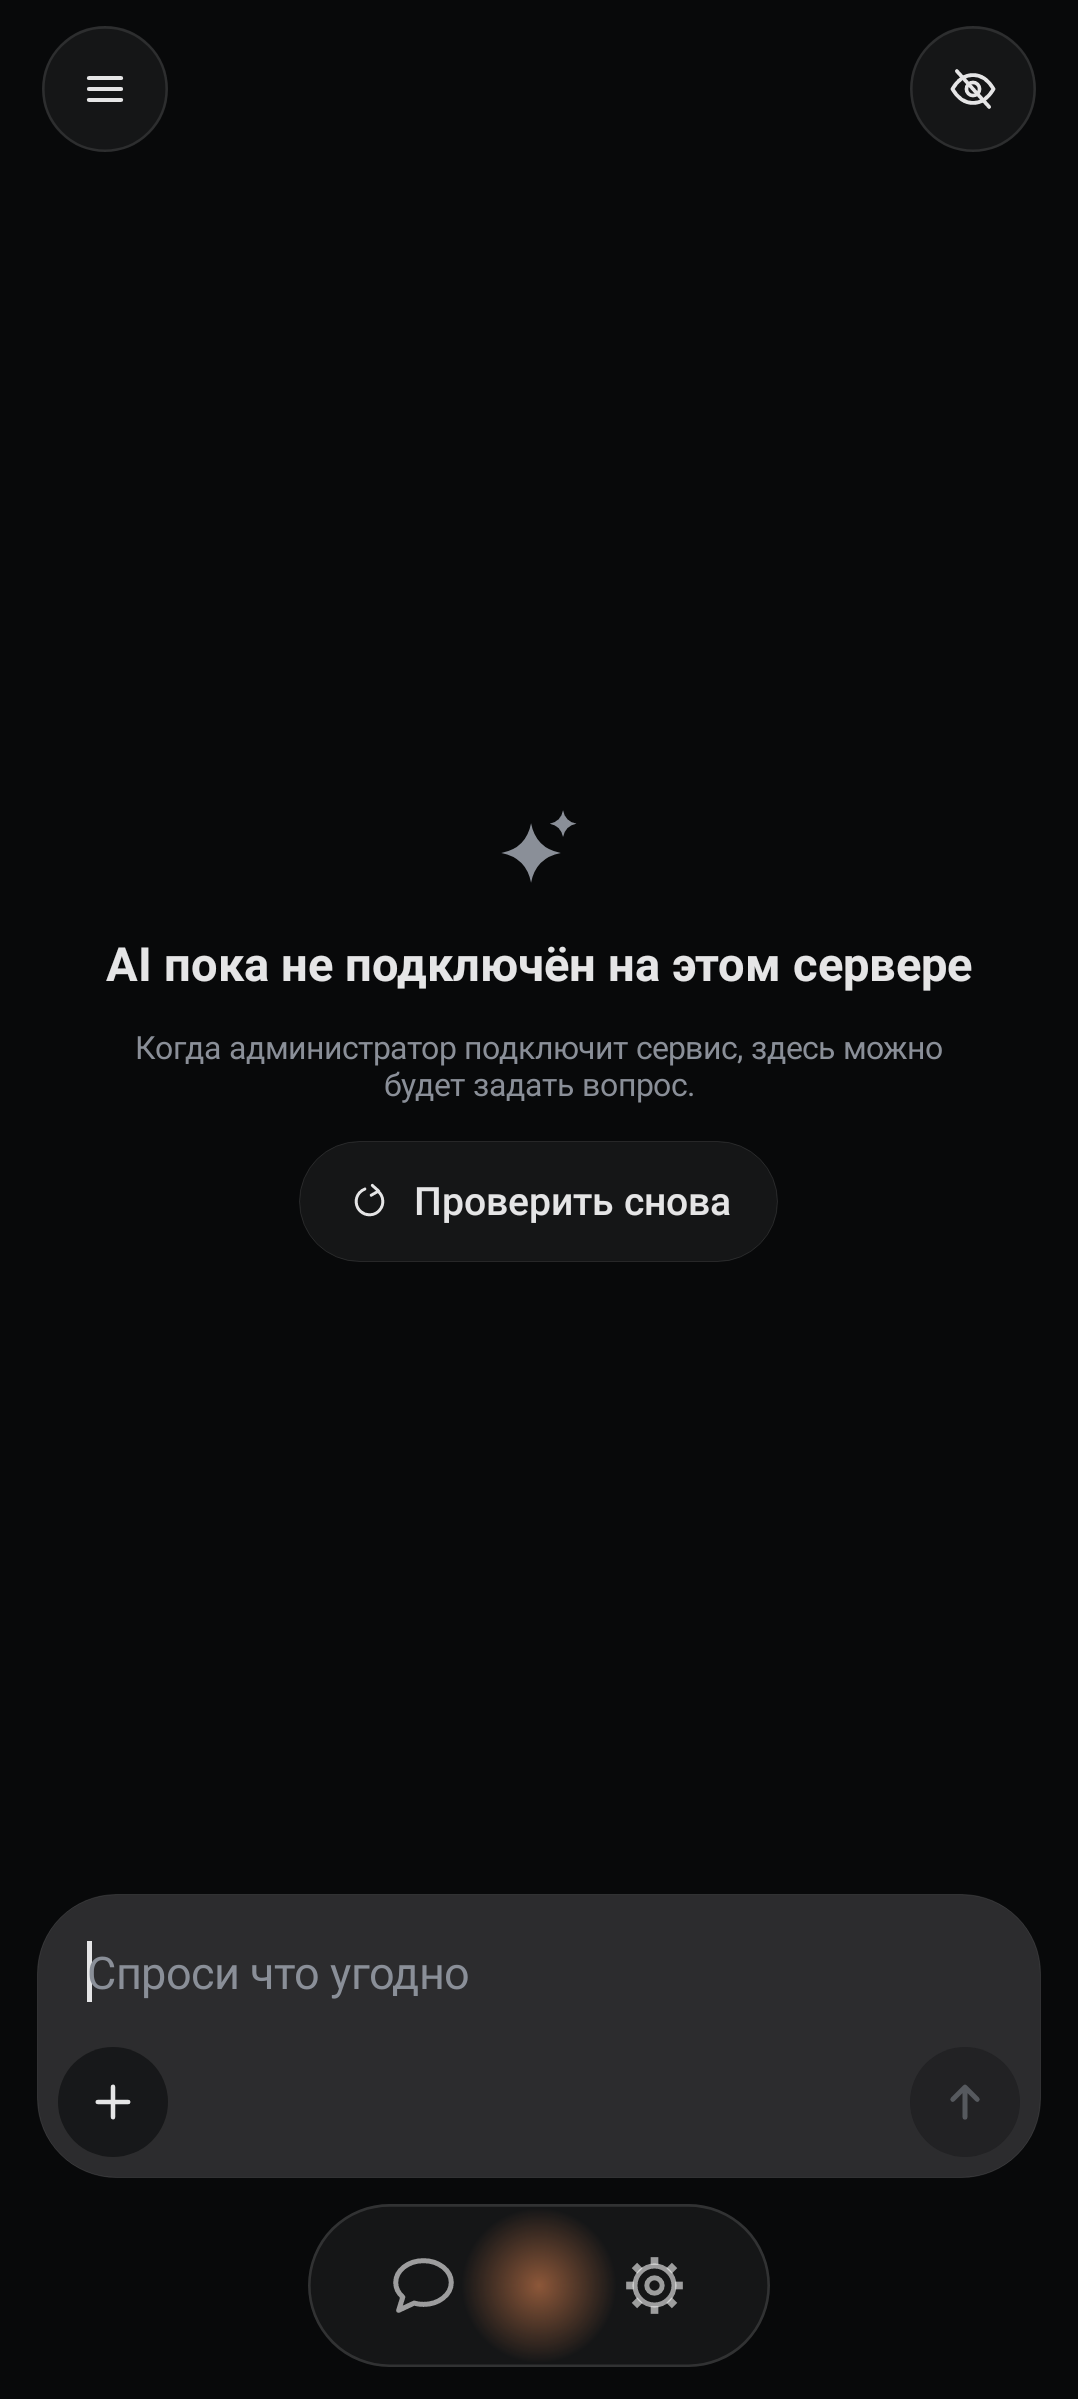 AI пока не подключён на этом сервере
Когда администратор подключит сервис, здесь можно
будет задать вопрос.
Проверить снова
Спроси что угодно